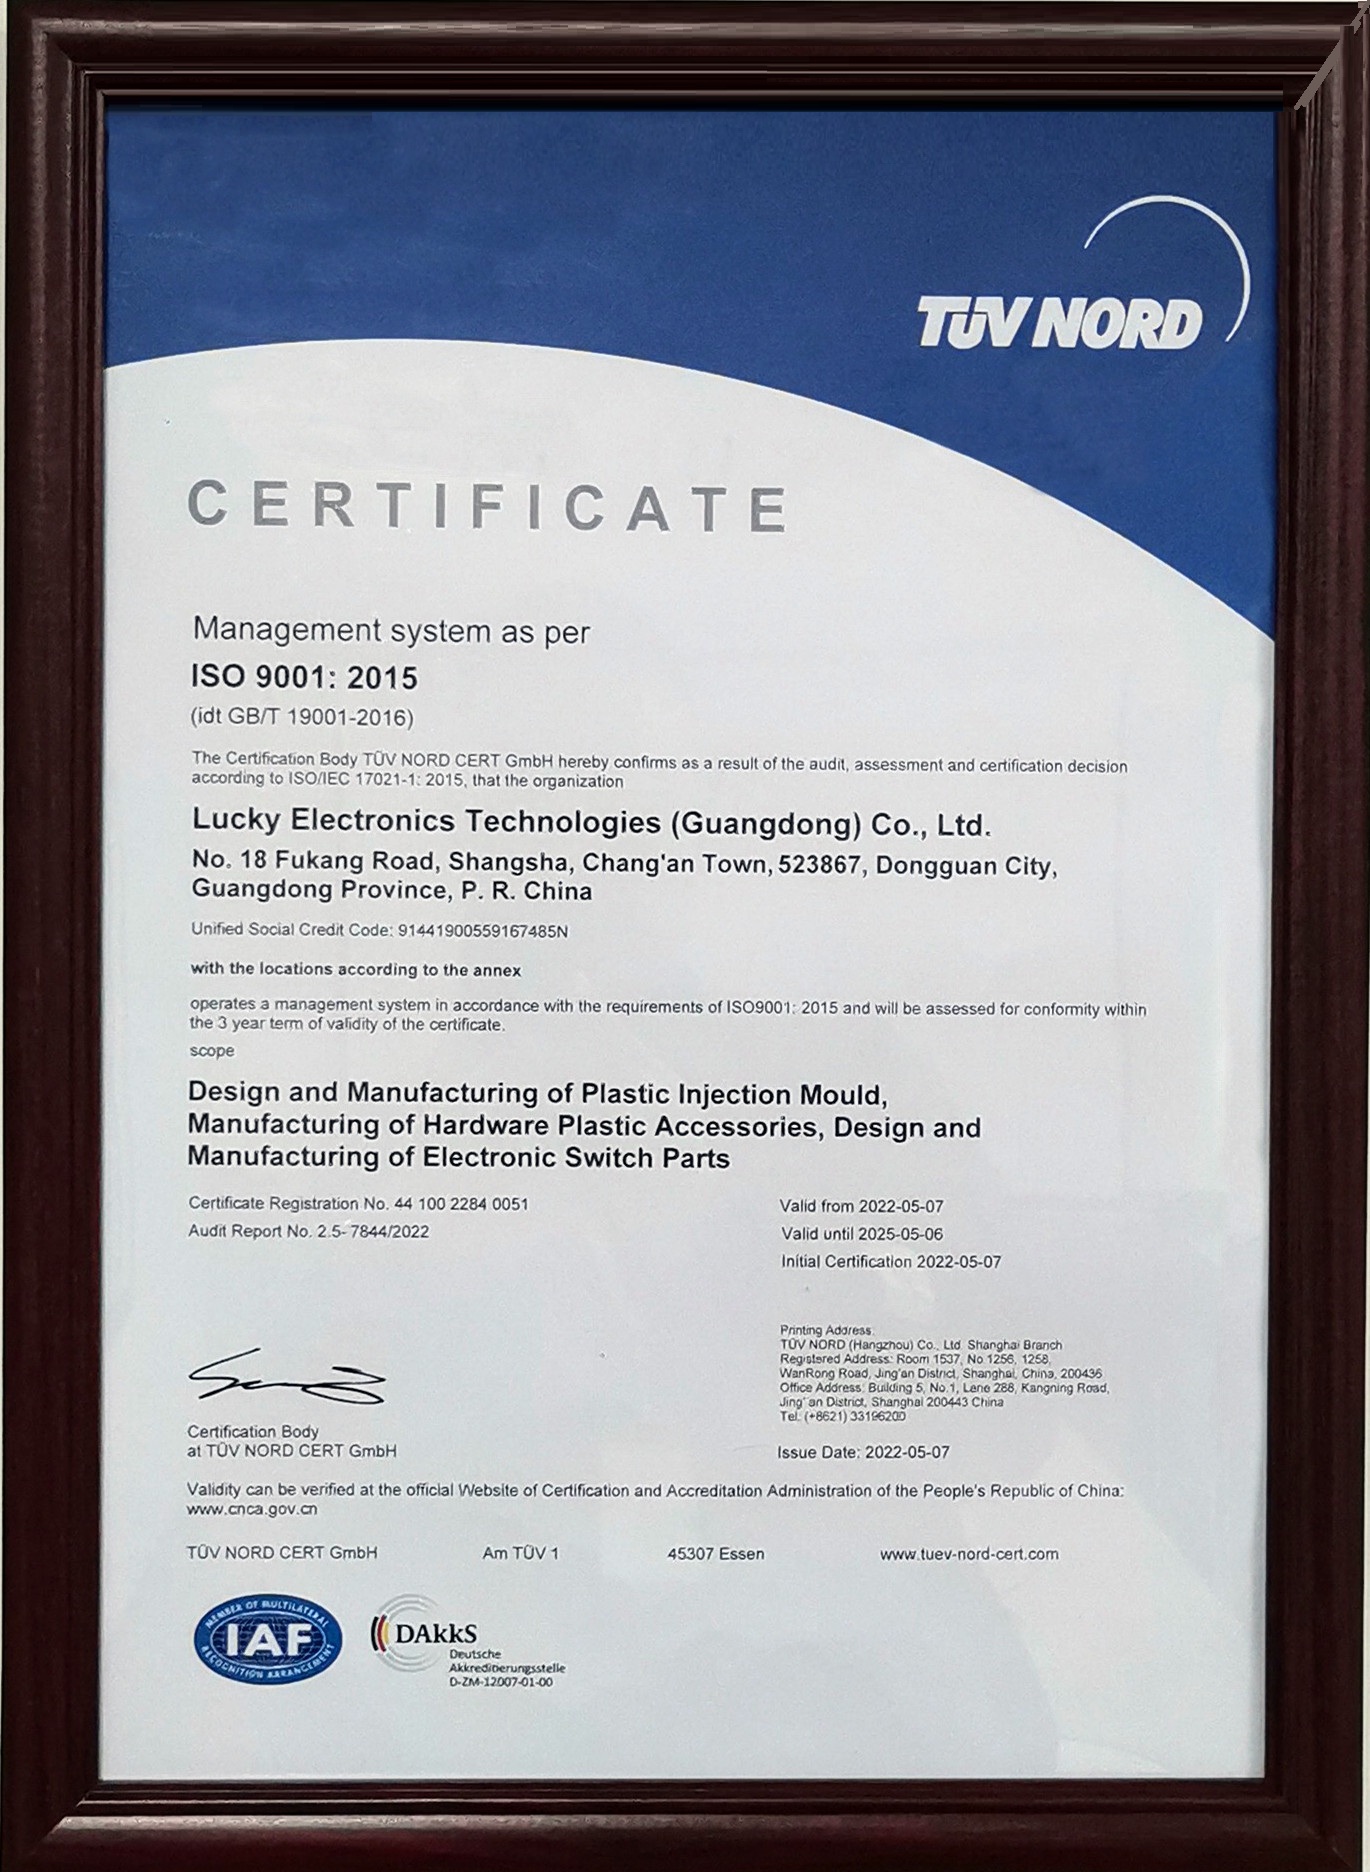 TÜV NORD
CERTIFICATE
Management system as per
ISO 9001: 2015
(idt GB/T 19001-2016)
The Certification Body TÜV NORD CERT GmbH hereby confirms as a result of the audit, assessment and certification decision
according to ISO/IEC 17021-1: 2015, that the organization
Lucky Electronics Technologies (Guangdong) Co., Ltd.
No. 18 Fukang Road, Shangsha, Chang'an Town, 523867, Dongguan City,
Guangdong Province, P. R. China
Unified Social Credit Code: 91441900559167485N
with the locations according to the annex
operates a management system in accordance with the requirements of ISO9001: 2015 and will be assessed for conformity within
the 3 year term of validity of the certificate.
scope
Design and Manufacturing of Plastic Injection Mould,
Manufacturing of Hardware Plastic Accessories, Design and
Manufacturing of Electronic Switch Parts
Certificate Registration No. 44 100 2284 0051
Audit Report No. 2.5- 7844/2022
Valid from 2022-05-07
Valid until 2025-05-06
Initial Certification 2022-05-07
Certification Body
at TÜV NORD CERT GmbH
Printing Address:
TÜV NORD (Hangzhou) Co., Ltd. Shanghai Branch
Registered Address: Room 1537, No 1256, 1258,
WanRong Road, Jing'an District, Shanghai, China, 200436
Office Address: Building 5, No.1, Lane 288, Kangning Road,
Jing' an District, Shanghai 200443 China
Tel: (+8621) 33196200
Issue Date: 2022-05-07
Validity can be verified at the official Website of Certification and Accreditation Administration of the People's Republic of China:
www.cnca.gov.cn
TÜV NORD CERT GmbH Am TÜV 1 45307 Essen www.tuev-nord-cert.com
MEMBER OF MULTILATERAL
IAF
RECOGNITION ARRANGEMENT
DAkkS
Deutsche
Akkreditierungsstelle
D-ZM-12007-01-00